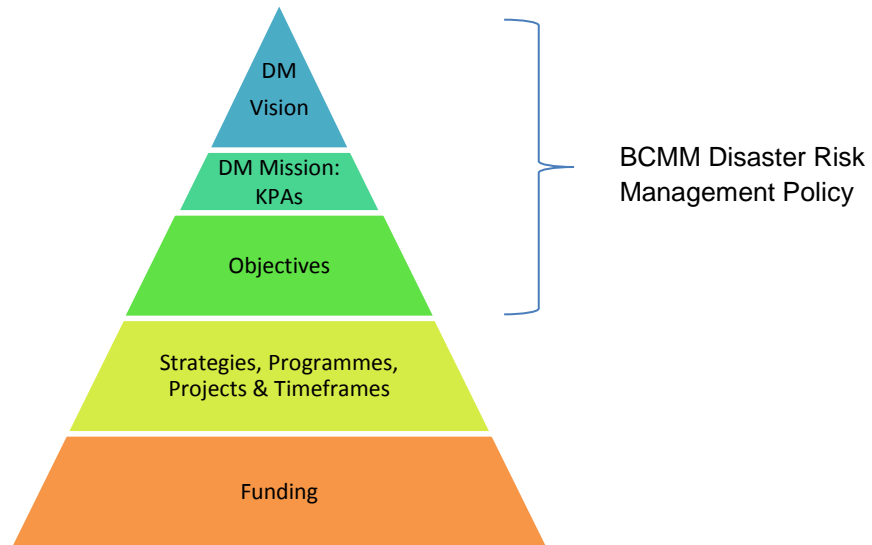 DM
Vision
DM Mission:
KPAs
Objectives
Strategies, Programmes,
Projects & Timeframes
Funding
BCMM Disaster Risk
Management Policy